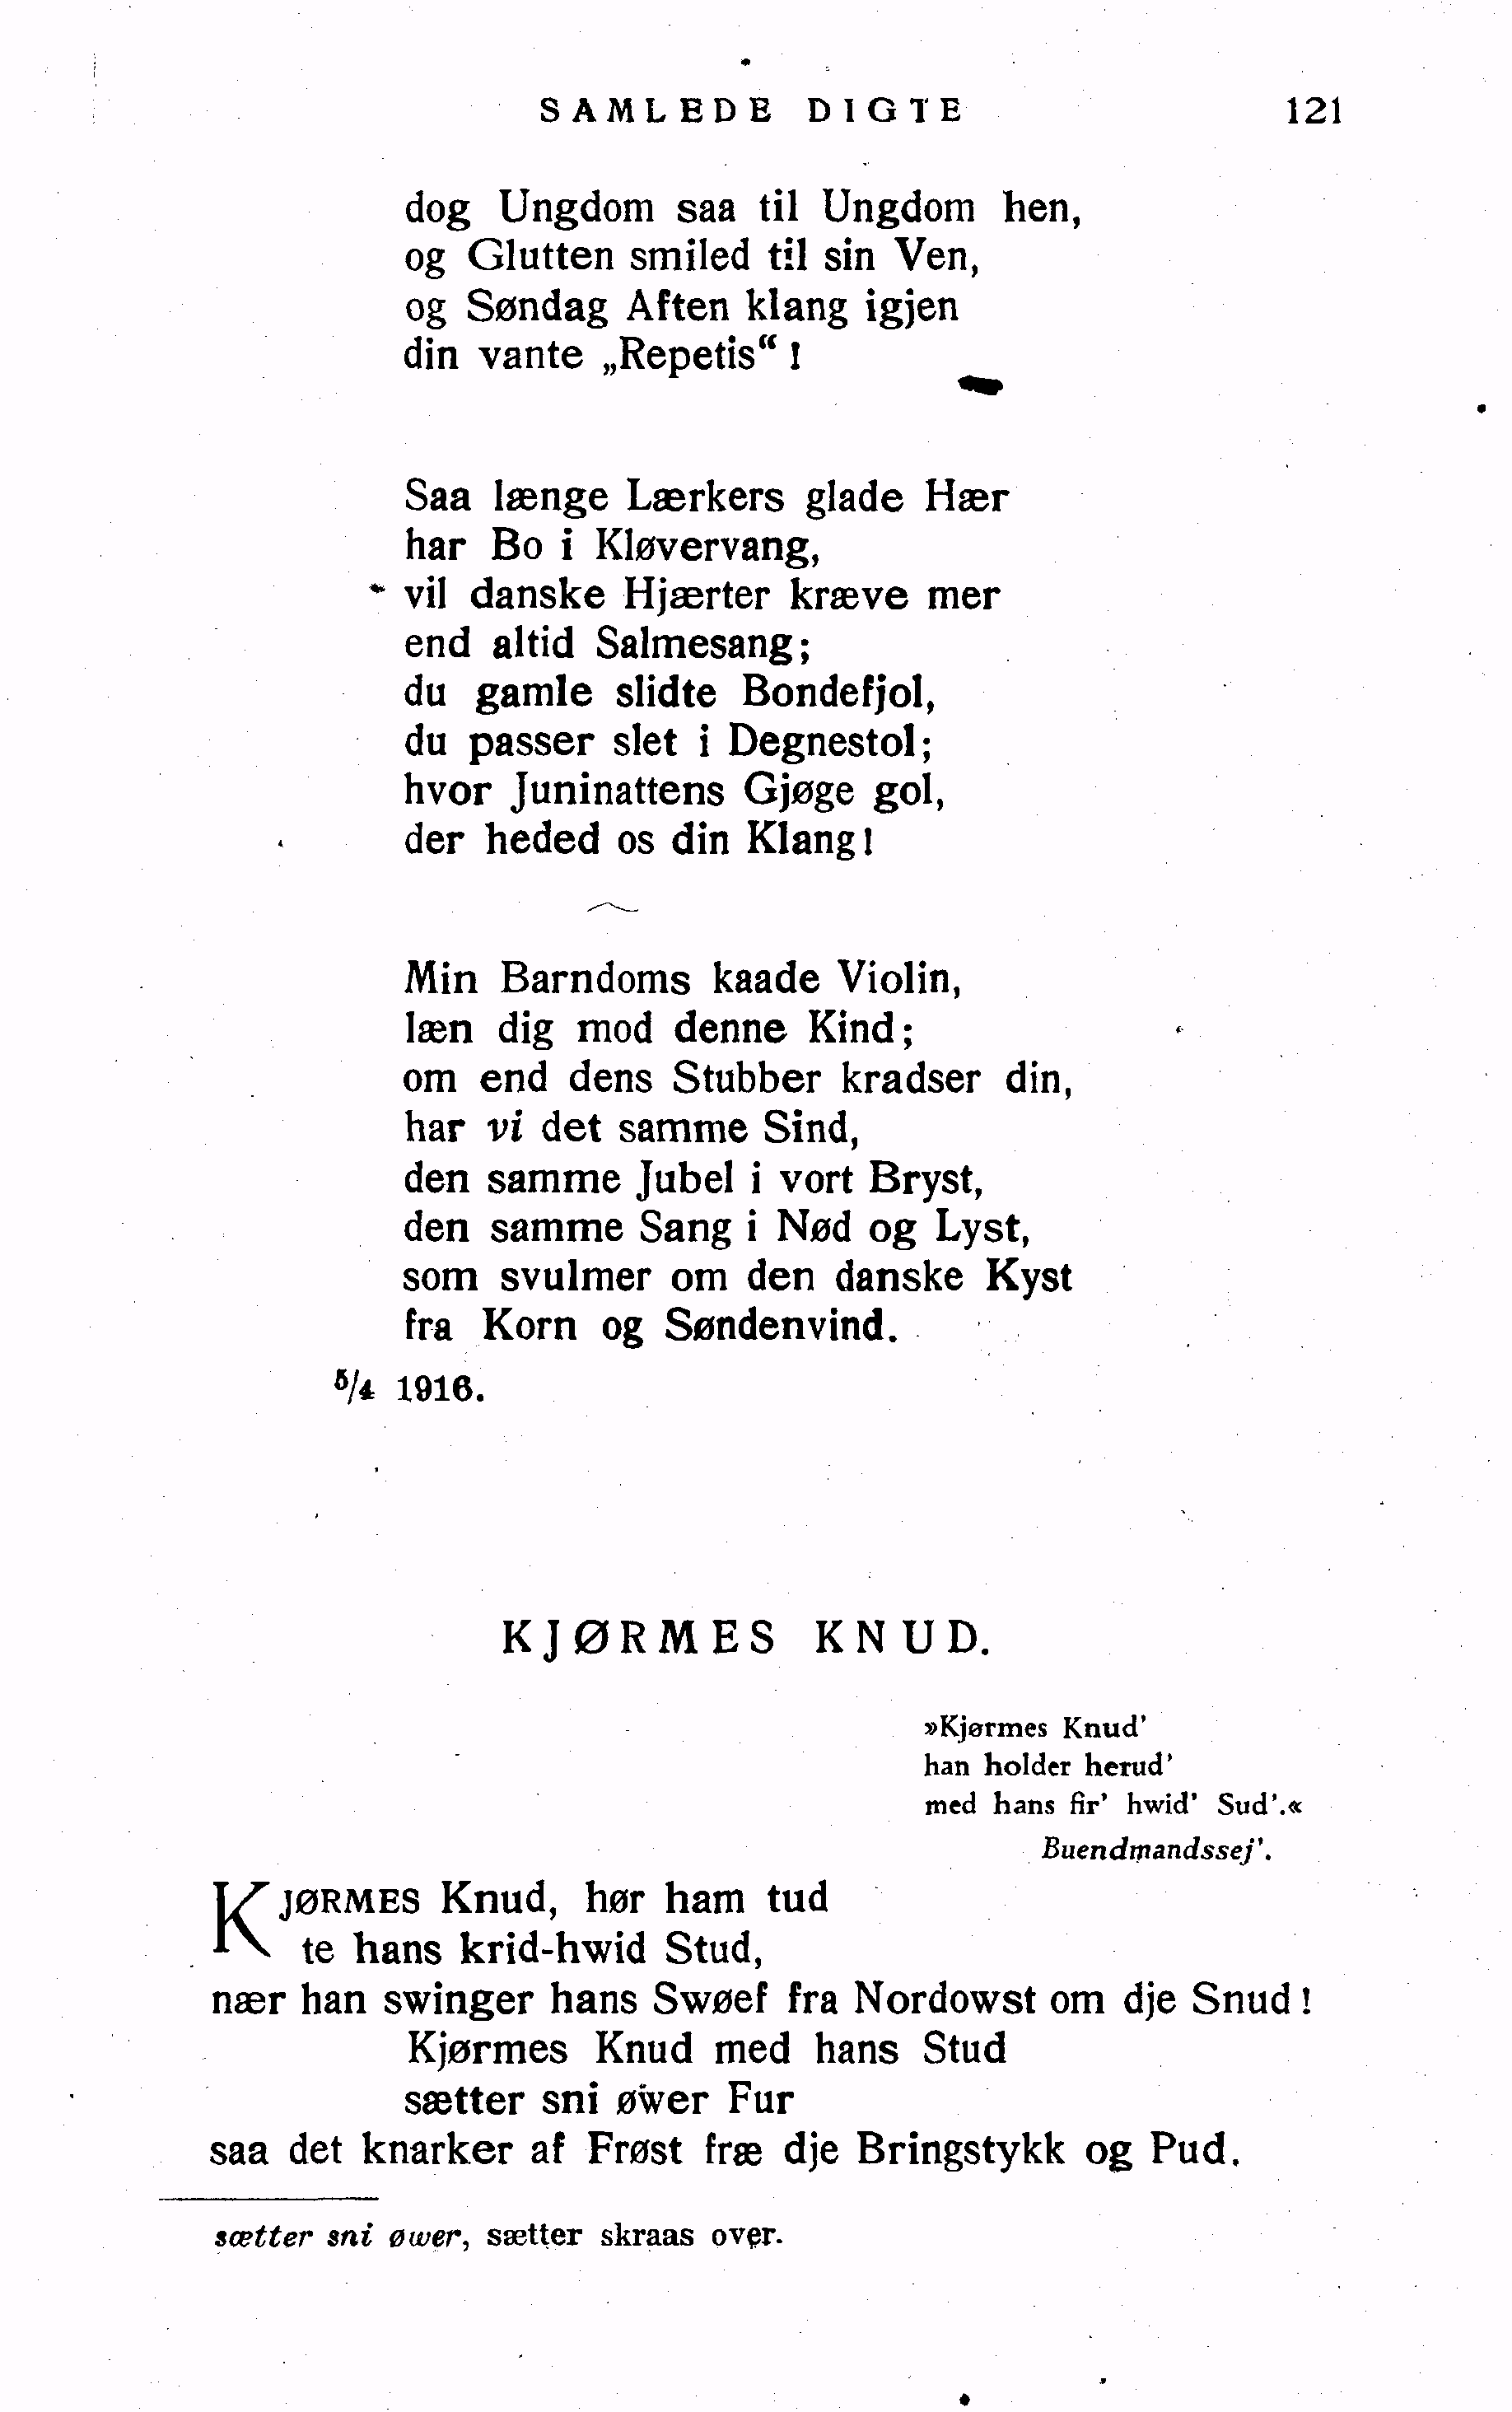 SAMLEDE DIGTE 121
dog Ungdom saa til Ungdom hen,
og Glutten smiled til sin Ven,
og Søndag Aften klang igjen
din vante „Repetis“ !
Saa længe Lærkers glade Hær
har Bo i Kløvervang,
vil danske Hjærter kræve mer
end altid Salmesang;
du gamle slidte Bondefjol,
du passer slet i Degnestol;
hvor Juninattens Gjøge gol,
der heded os din Klang!
Min Barndoms kaade Violin,
læn dig mod denne Kind;
om end dens Stubber kradser din,
har vi det samme Sind,
den samme Jubel i vort Bryst,
den samme Sang i Nød og Lyst,
som svulmer om den danske Kyst
fra Korn og Søndenvind.
5/4 1916.
KJØRMES KNUD.
»Kjørmes Knud'
han holder herud'
med hans fir' hwid' Sud'.«
Buendmandssej'.
KJØRMES Knud, hør ham tud
te hans krid-hwid Stud,
nær han swinger hans Swøef fra Nordowst om dje Snud!
Kjørmes Knud med hans Stud
sætter sni øwer Fur
saa det knarker af Frøst fræ dje Bringstykk og Pud.
sætter sni øwer, sætter skraas over.